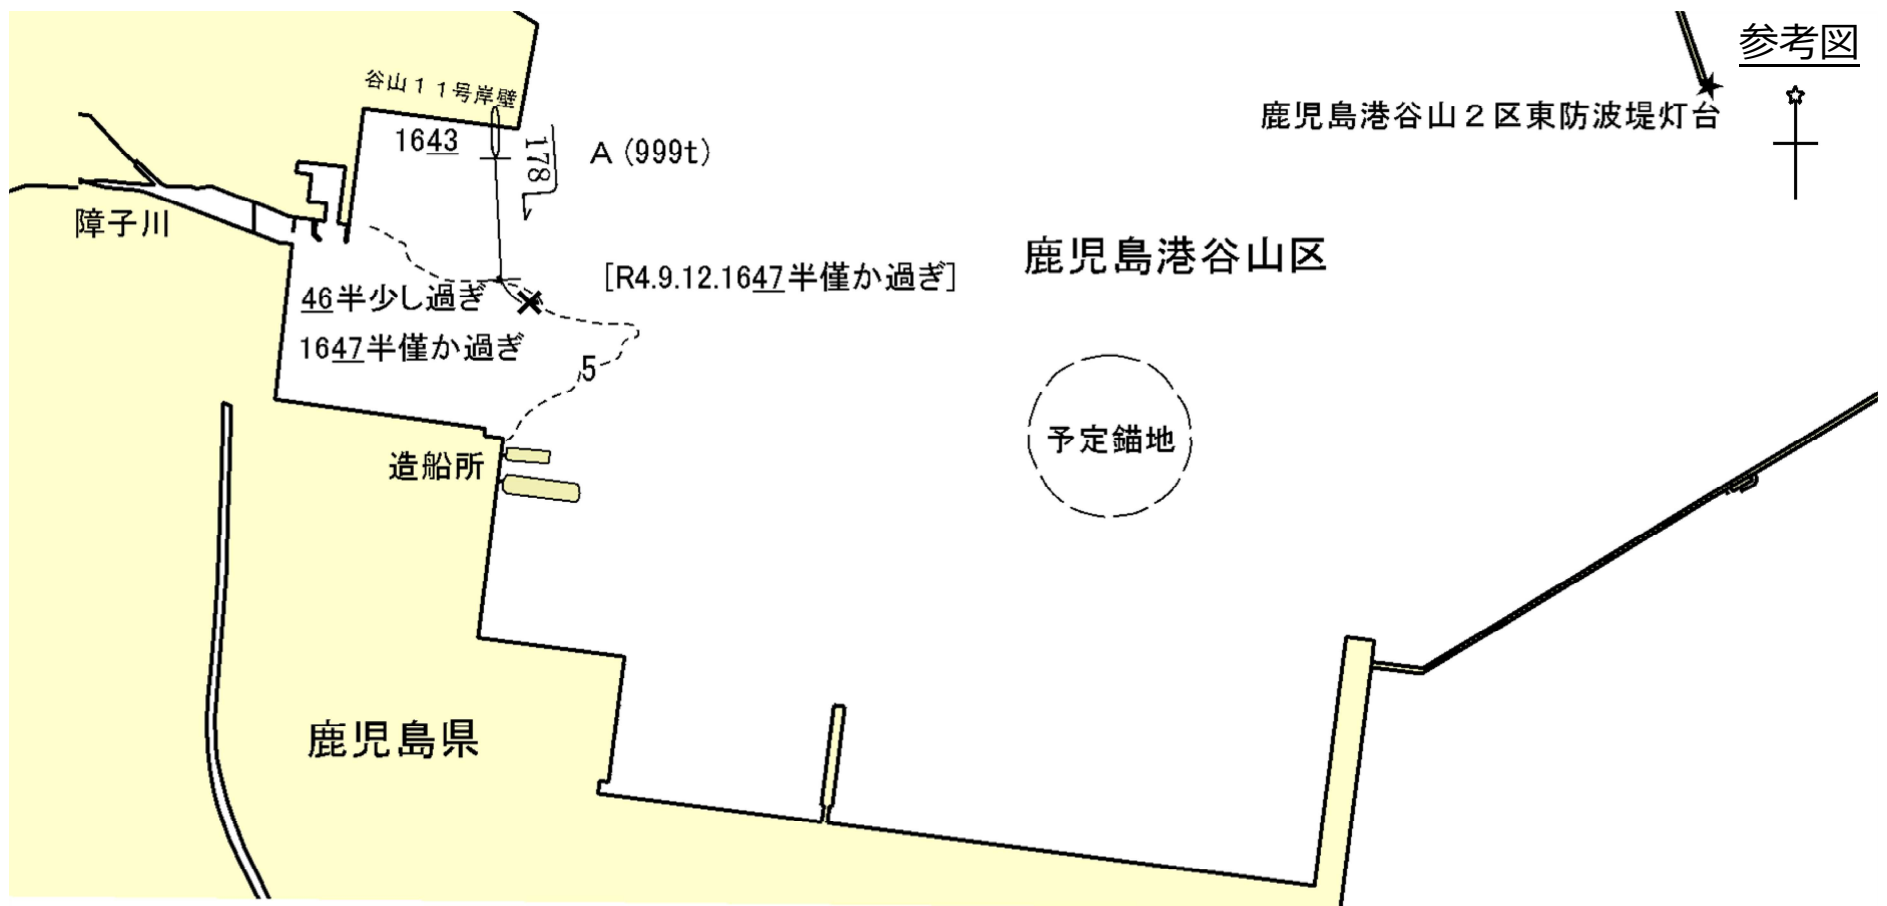 参考図
谷山１１号岸壁
鹿児島港谷山２区東防波堤灯台
1643
178
A (999t)
障子川
鹿児島港谷山区
[R4.9.12.1647半僅か過ぎ]
46半少し過ぎ
1647半僅か過ぎ
5
予定錨地
造船所
鹿児島県